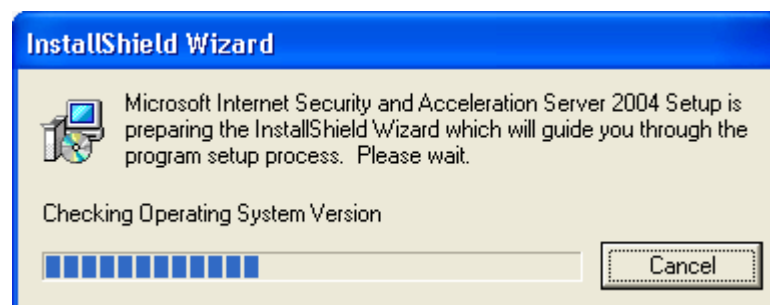 InstallShield Wizard
Microsoft Internet Security and Acceleration Server 2004 Setup is
preparing the InstallShield Wizard which will guide you through the
program setup process.  Please wait.
Checking Operating System Version
Cancel